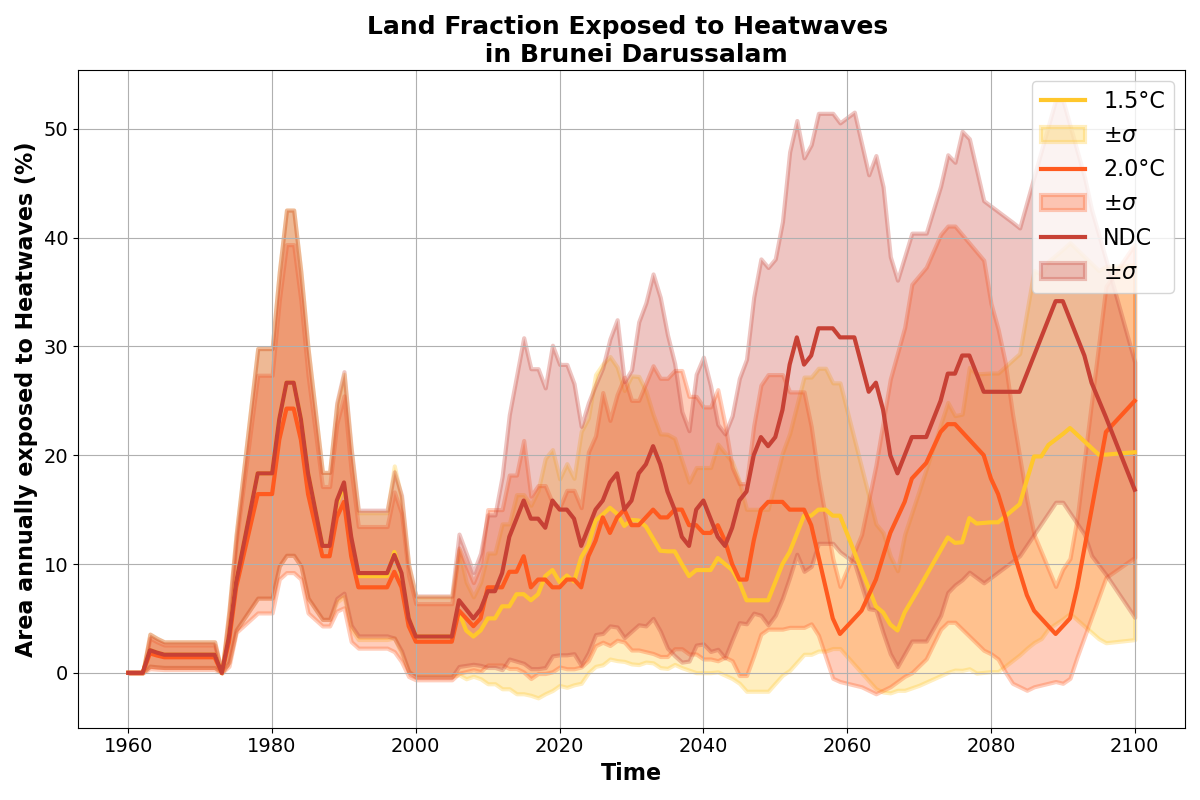 Land Fraction Exposed to Heatwaves
in Brunei Darussalam
Area annually exposed to Heatwaves (%)
50
40
30
20
10
0
1960 1980 2000 2020 2040 2060 2080 2100
Time
1.5°C
±σ
2.0°C
±σ
NDC
±σ